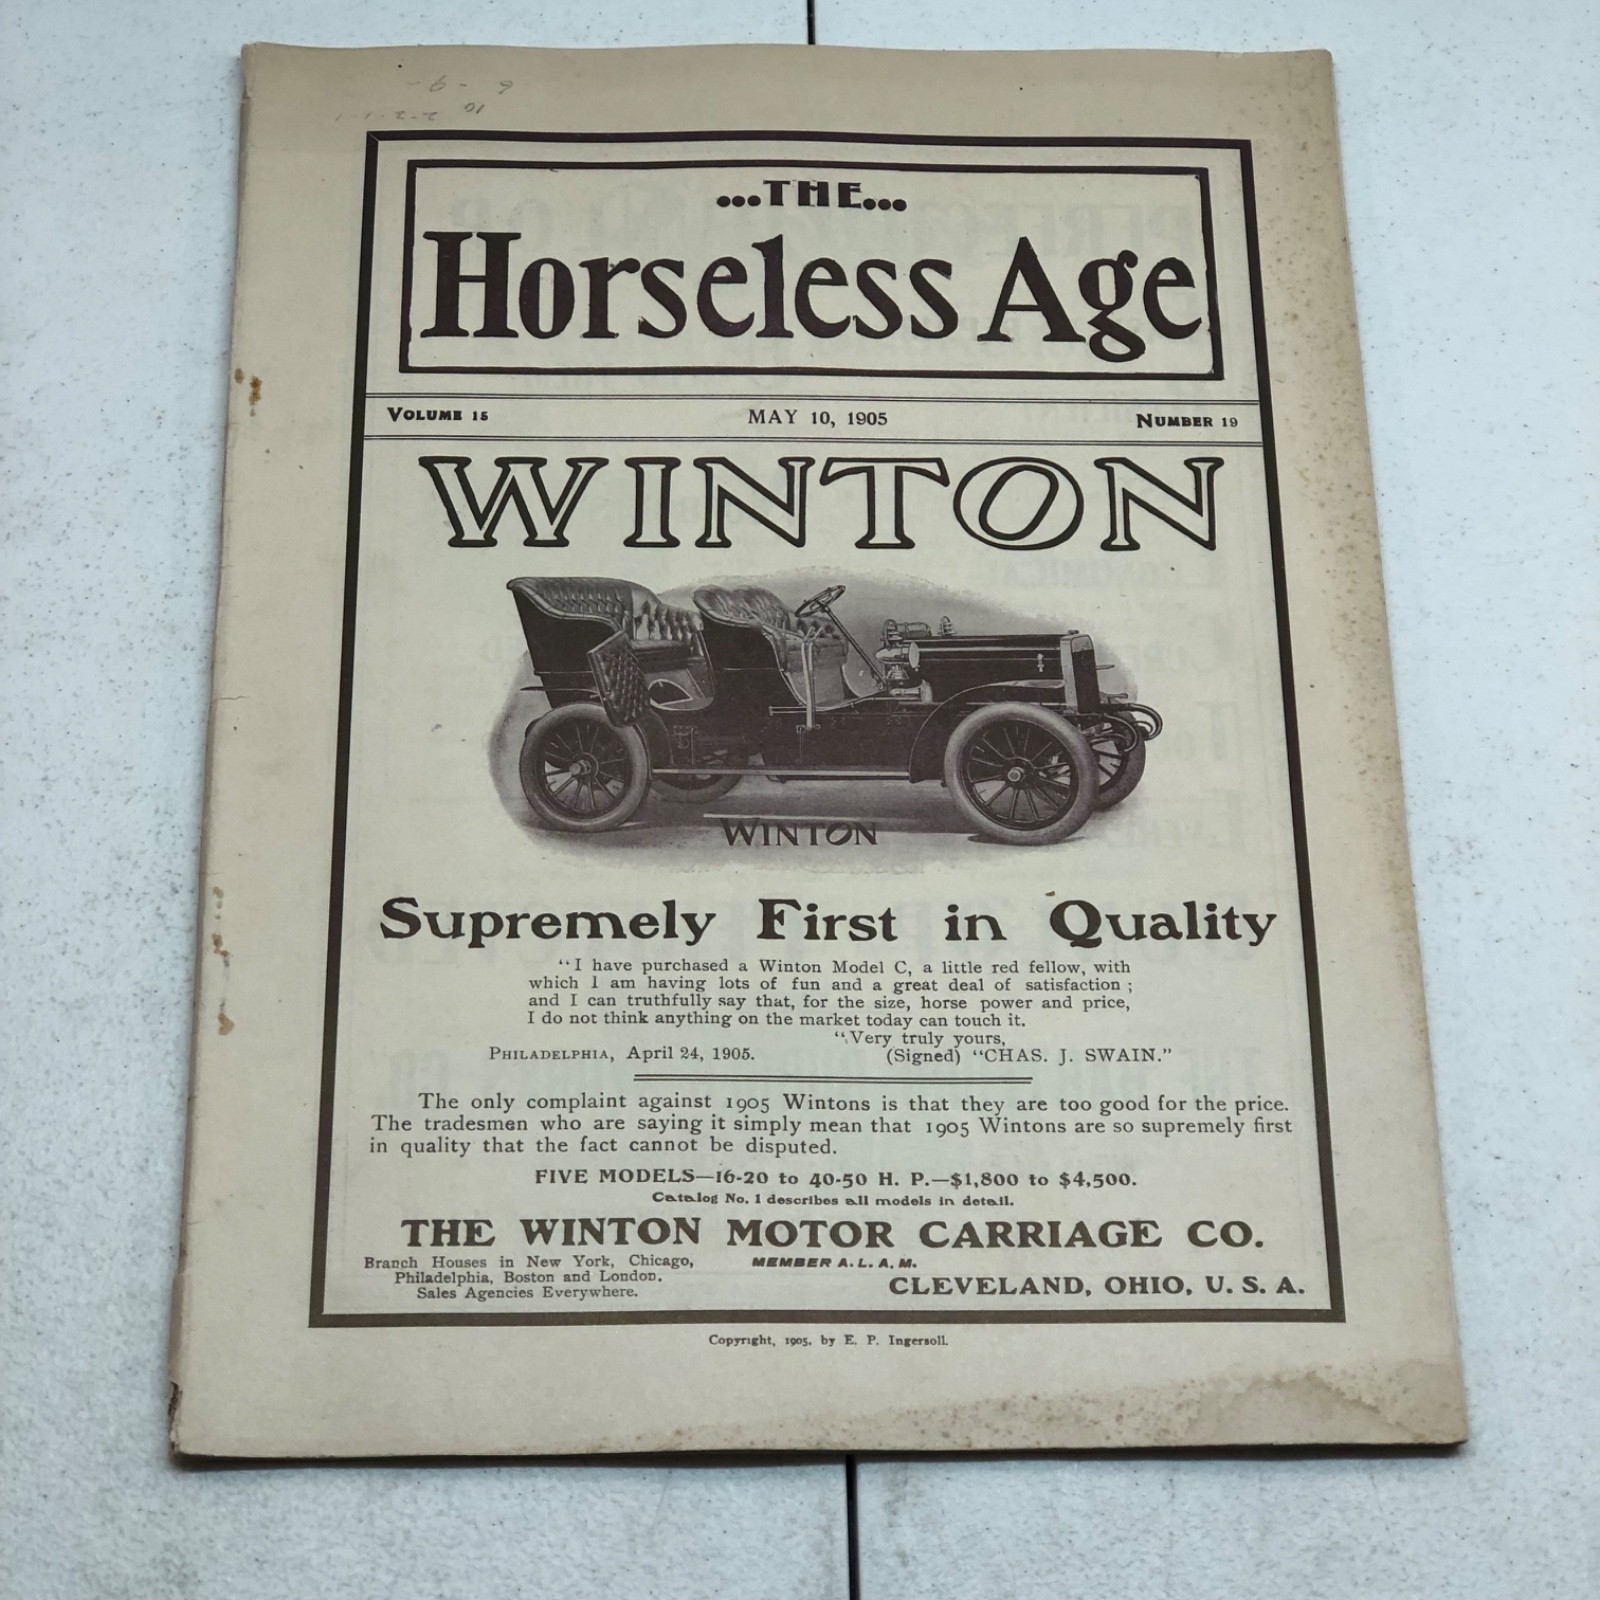 ...THE...
Horseless Age
VOLUME 15 MAY 10, 1905 NUMBER 19
WINTON
WINTON
Supremely First in Quality
“I have purchased a Winton Model C, a little red fellow, with
which I am having lots of fun and a great deal of satisfaction ;
and I can truthfully say that, for the size, horse power and price,
I do not think anything on the market today can touch it.
“Very truly yours,
PHILADELPHIA, April 24, 1905. (Signed) “CHAS. J. SWAIN.”
The only complaint against 1905 Wintons is that they are too good for the price.
The tradesmen who are saying it simply mean that 1905 Wintons are so supremely first
in quality that the fact cannot be disputed.
FIVE MODELS—16-20 to 40-50 H. P.—$1,800 to $4,500.
Catalog No. 1 describes all models in detail.
THE WINTON MOTOR CARRIAGE CO.
Branch Houses in New York, Chicago,
Philadelphia, Boston and London.
Sales Agencies Everywhere.
MEMBER A. L. A. M.
CLEVELAND, OHIO, U. S. A.
Copyright, 1905, by E. P. Ingersoll.